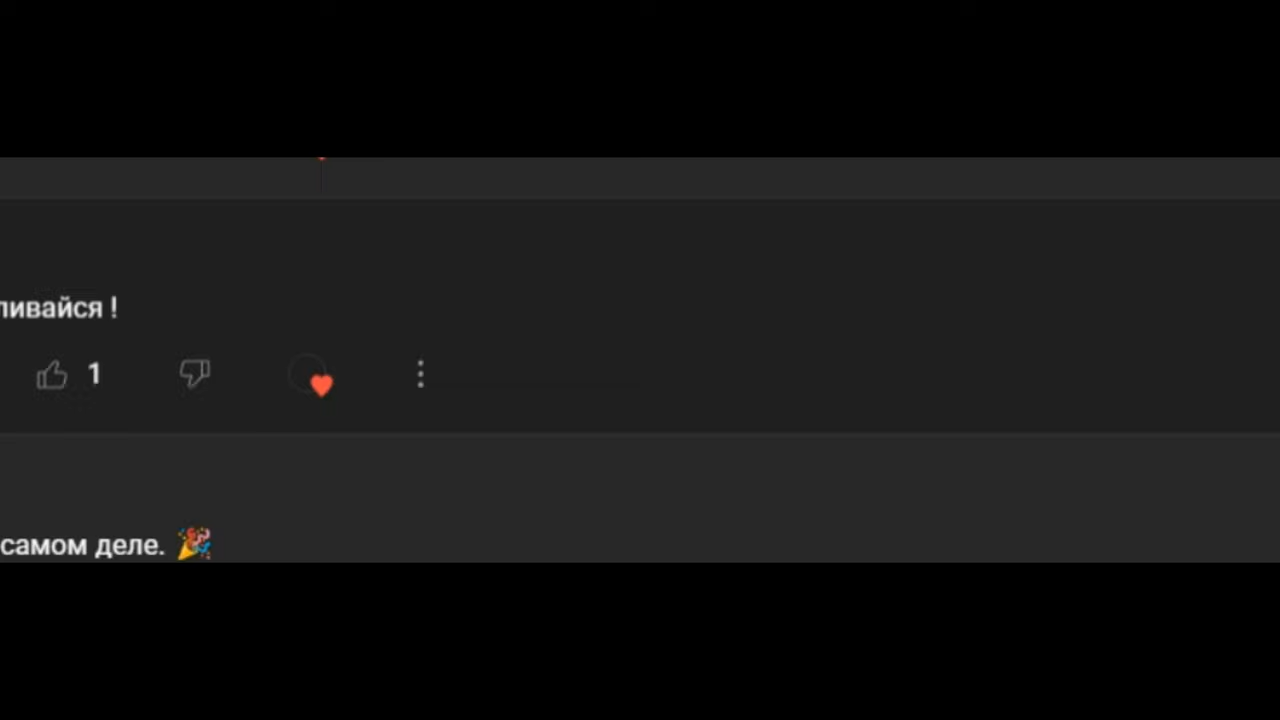 ливайся !
1
самом деле. 🎉